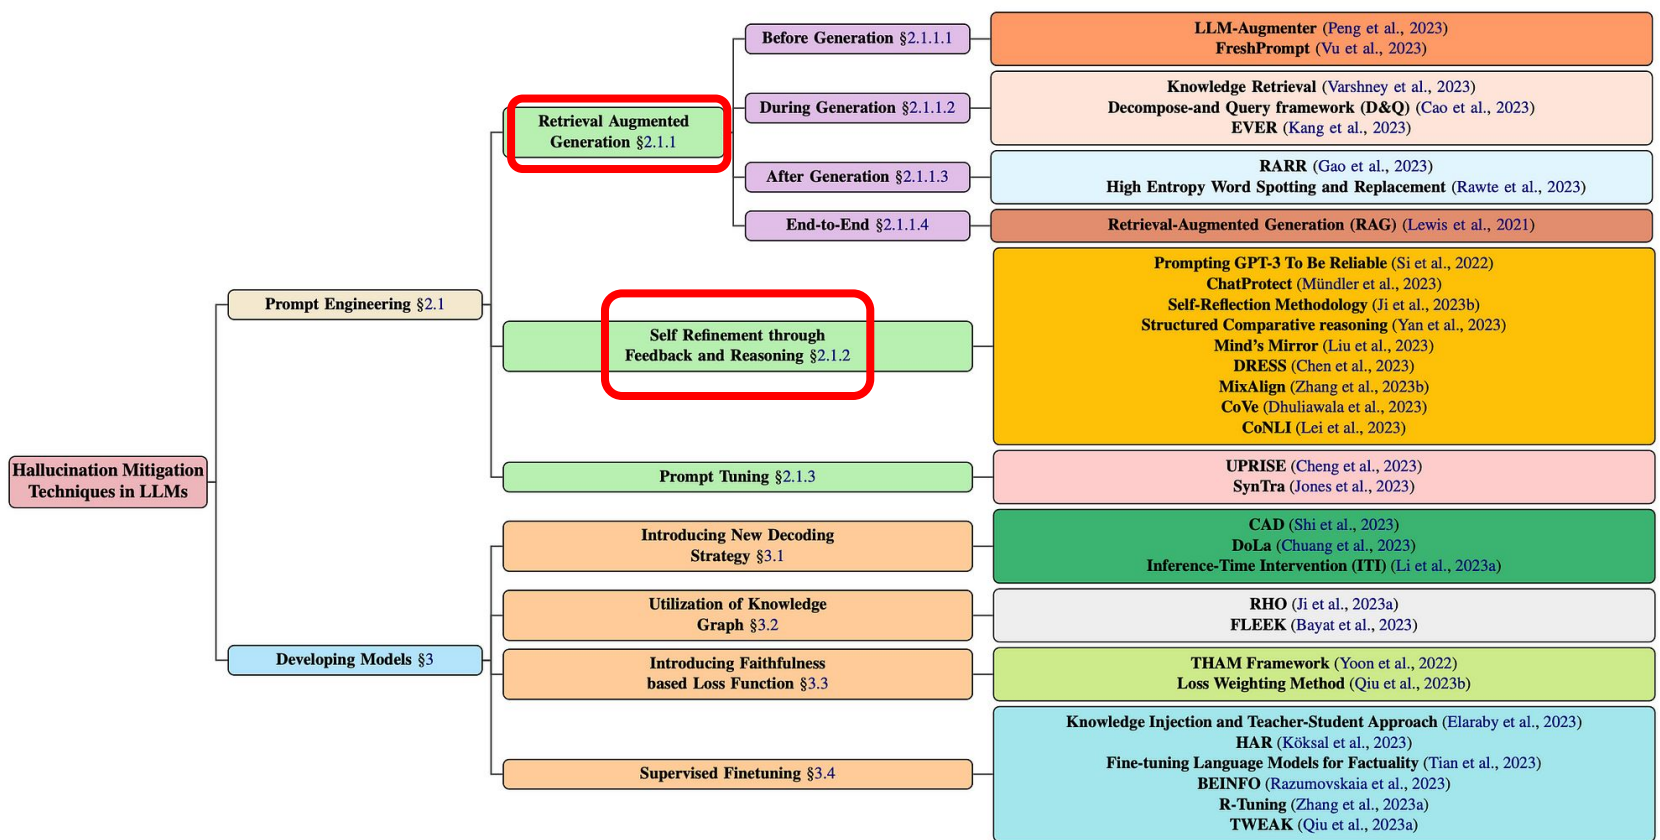 Hallucination Mitigation
Techniques in LLMs
Prompt Engineering §2.1
Retrieval Augmented
Generation §2.1.1
Before Generation §2.1.1.1
LLM-Augmenter (Peng et al., 2023)
FreshPrompt (Vu et al., 2023)
During Generation §2.1.1.2
Knowledge Retrieval (Varshney et al., 2023)
Decompose-and Query framework (D&Q) (Cao et al., 2023)
EVER (Kang et al., 2023)
After Generation §2.1.1.3
RARR (Gao et al., 2023)
High Entropy Word Spotting and Replacement (Rawte et al., 2023)
End-to-End §2.1.1.4
Retrieval-Augmented Generation (RAG) (Lewis et al., 2021)
Self Refinement through
Feedback and Reasoning §2.1.2
Prompting GPT-3 To Be Reliable (Si et al., 2022)
ChatProtect (Mündler et al., 2023)
Self-Reflection Methodology (Ji et al., 2023b)
Structured Comparative reasoning (Yan et al., 2023)
Mind's Mirror (Liu et al., 2023)
DRESS (Chen et al., 2023)
MixAlign (Zhang et al., 2023b)
CoVe (Dhuliawala et al., 2023)
CoNLI (Lei et al., 2023)
Prompt Tuning §2.1.3
UPRISE (Cheng et al., 2023)
SynTra (Jones et al., 2023)
Developing Models §3
Introducing New Decoding
Strategy §3.1
CAD (Shi et al., 2023)
DoLa (Chuang et al., 2023)
Inference-Time Intervention (ITI) (Li et al., 2023a)
Utilization of Knowledge
Graph §3.2
RHO (Ji et al., 2023a)
FLEEK (Bayat et al., 2023)
Introducing Faithfulness
based Loss Function §3.3
THAM Framework (Yoon et al., 2022)
Loss Weighting Method (Qiu et al., 2023b)
Supervised Finetuning §3.4
Knowledge Injection and Teacher-Student Approach (Elaraby et al., 2023)
HAR (Köksal et al., 2023)
Fine-tuning Language Models for Factuality (Tian et al., 2023)
BEINFO (Razumovskaia et al., 2023)
R-Tuning (Zhang et al., 2023a)
TWEAK (Qiu et al., 2023a)